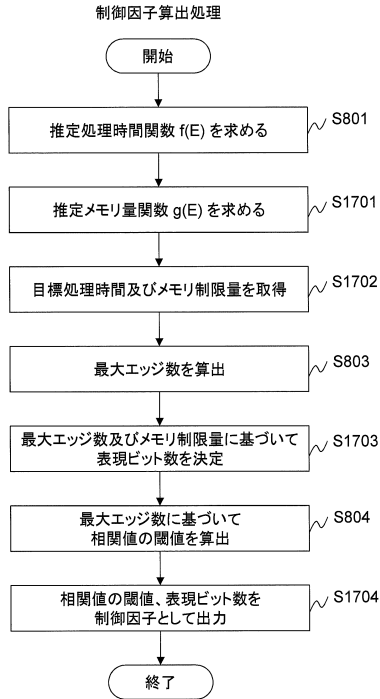 制御因子算出処理
開始
推定処理時間関数 f(E) を求める
S801
推定メモリ量関数 g(E) を求める
S1701
目標処理時間及びメモリ制限量を取得
S1702
最大エッジ数を算出
S803
最大エッジ数及びメモリ制限量に基づいて
表現ビット数を決定
S1703
最大エッジ数に基づいて
相関値の閾値を算出
S804
相関値の閾値、表現ビット数を
制御因子として出力
S1704
終了